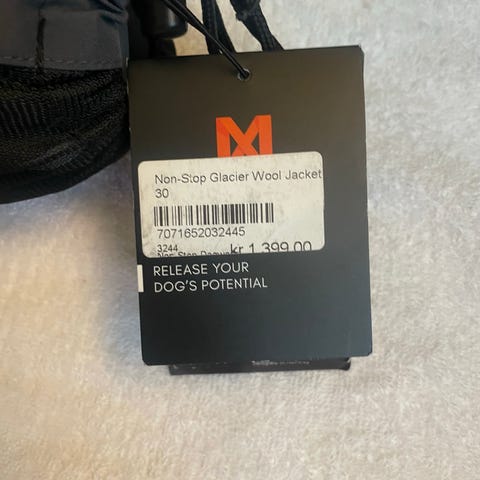 Non-Stop Glacier Wool Jacket
30
7071652032445
3244
kr 1 399,00
RELEASE YOUR
DOG'S POTENTIAL